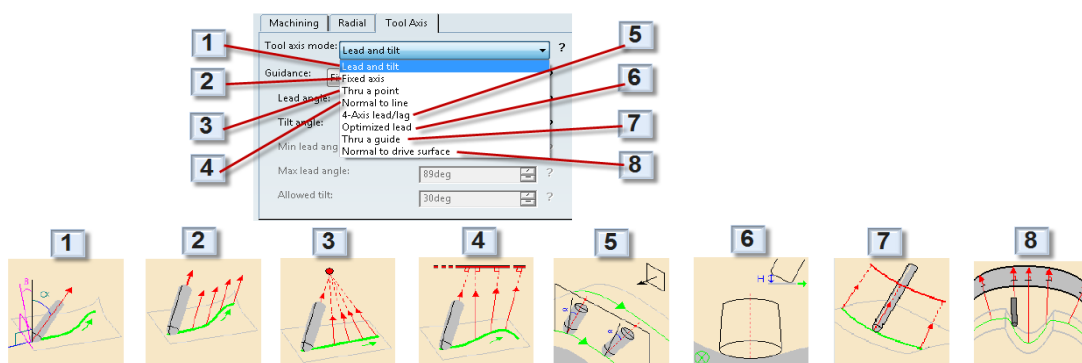 Machining Radial Tool Axis
1
Tool axis mode: Lead and tilt ?
5
Lead and tilt
2
Guidance: Fixed axis
6
Thru a point
Lead angle: Normal to line
3
4-Axis lead/lag
Tilt angle: Optimized lead ?
7
Thru a guide
4
Min lead ang Normal to drive surface ?
8
Max lead angle: 89deg ?
Allowed tilt: 30deg ?
1 2 3 4 5 6 7 8
α
H
α α